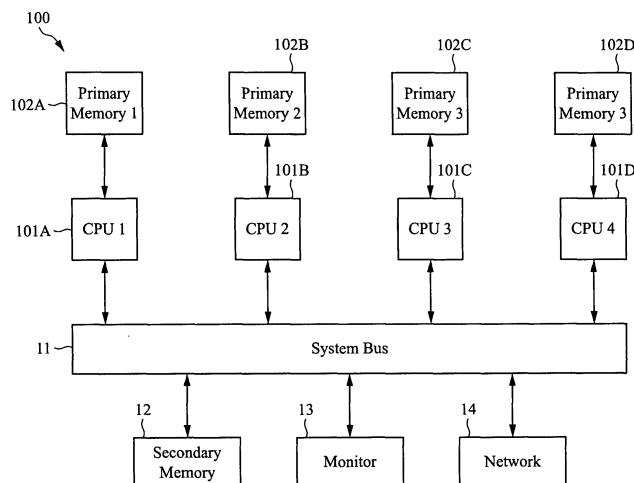 100
102B
102C
102D
102A
Primary
Memory 1
Primary
Memory 2
Primary
Memory 3
Primary
Memory 3
101B
101C
101D
101A
CPU 1
CPU 2
CPU 3
CPU 4
11
System Bus
12
13
14
Secondary
Memory
Monitor
Network